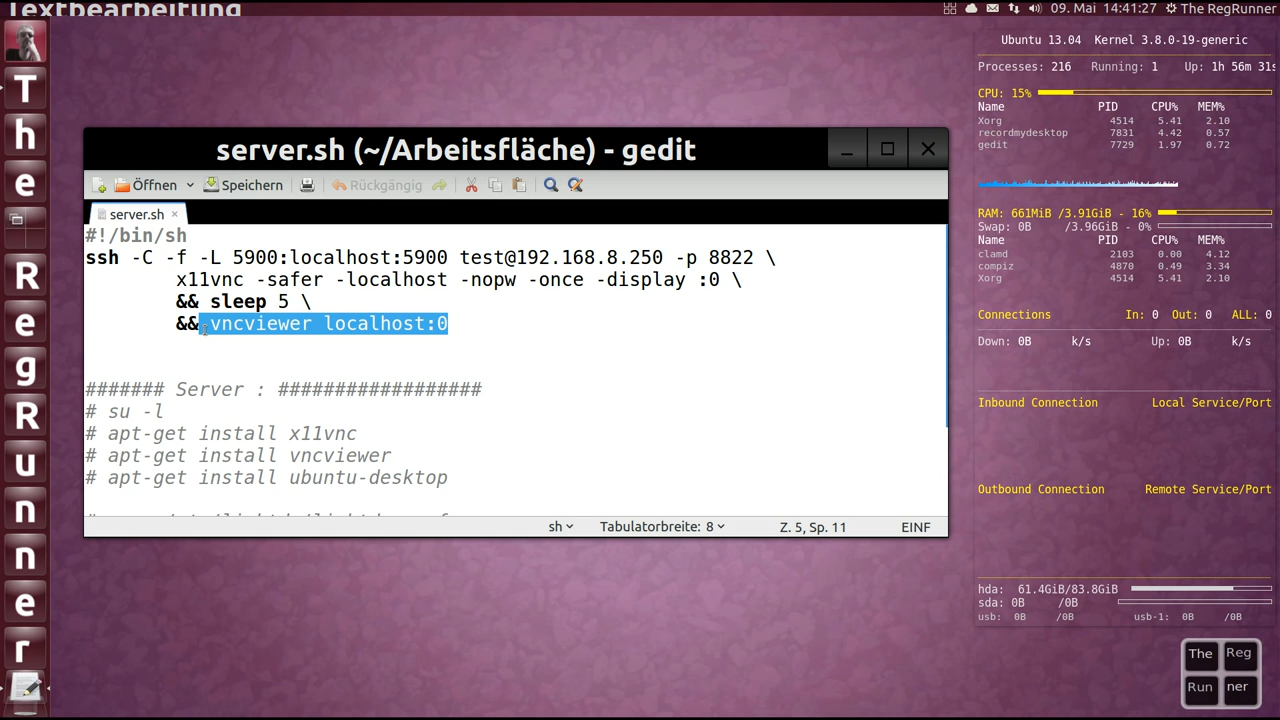 Textbearbeitung
09. Mai 14:41:27 The RegRunner
T
h
e
R
e
g
R
u
n
n
e
r
server.sh (~/Arbeitsfläche) - gedit
Öffnen Speichern Rückgängig
server.sh ×
#!/bin/sh
ssh -C -f -L 5900:localhost:5900 test@192.168.8.250 -p 8822 \
x11vnc -safer -localhost -nopw -once -display :0 \
&& sleep 5 \
&& vncviewer localhost:0
####### Server : ##################
# su -l
# apt-get install x11vnc
# apt-get install vncviewer
# apt-get install ubuntu-desktop
sh Tabulatorbreite: 8 Z. 5, Sp. 11 EINF
Ubuntu 13.04 Kernel 3.8.0-19-generic
Processes: 216 Running: 1 Up: 1h 56m 31s
CPU: 15%
Name PID CPU% MEM%
Xorg 4514 5.41 2.10
recordmydesktop 7831 4.42 0.57
gedit 7729 1.97 0.72
RAM: 661MiB /3.91GiB - 16%
Swap: 0B /3.96GiB - 0%
Name PID CPU% MEM%
clamd 2103 0.00 4.12
compiz 4870 0.49 3.34
Xorg 4514 5.41 2.10
Connections In: 0 Out: 0 ALL: 0
Down: 0B k/s Up: 0B k/s
Inbound Connection Local Service/Port
Outbound Connection Remote Service/Port
hda: 61.4GiB/83.8GiB
sda: 0B /0B
usb: 0B /0B usb-1: 0B /0B
The Reg
Run ner